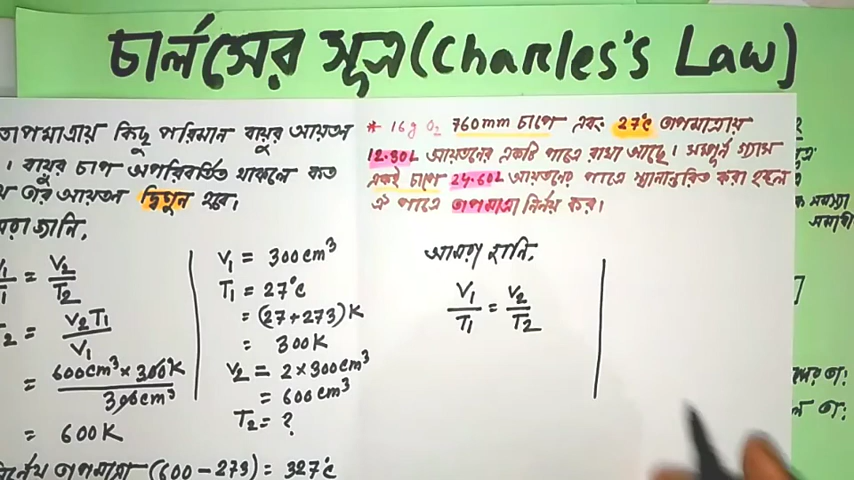 চার্লসের সূত্র (Charles's Law)
তাপমাত্রায় কিছু পরিমান বায়ুর আয়তন
। বায়ুর চাপ অপরিবর্তিত থাকলে কত
তার আয়তন দ্বিগুন হবে।
জানি,
V₁/T₁ = V₂/T₂
T₂ = V₂T₁/V₁
= 600cm³ × 300K / 300cm³
= 600K
নির্ণেয় তাপমাত্রা (600 - 273) = 327°c
V₁ = 300cm³
T₁ = 27°c
= (27+273)K
= 300K
V₂ = 2×300cm³
= 600cm³
T₂ = ?
* 16g O₂ 760mm চাপে এবং 27°c তাপমাত্রায়
12.30L আয়তনের একটি পাত্রে রাখা আছে। সম্পূর্ন গ্যাস
একই চাপে 24.60L আয়তনের পাত্রে স্থানান্তরিত করা হলে
ঐ পাত্রে তাপমাত্রা নির্নয় কর।
আমরা জানি,
V₁/T₁ = V₂/T₂